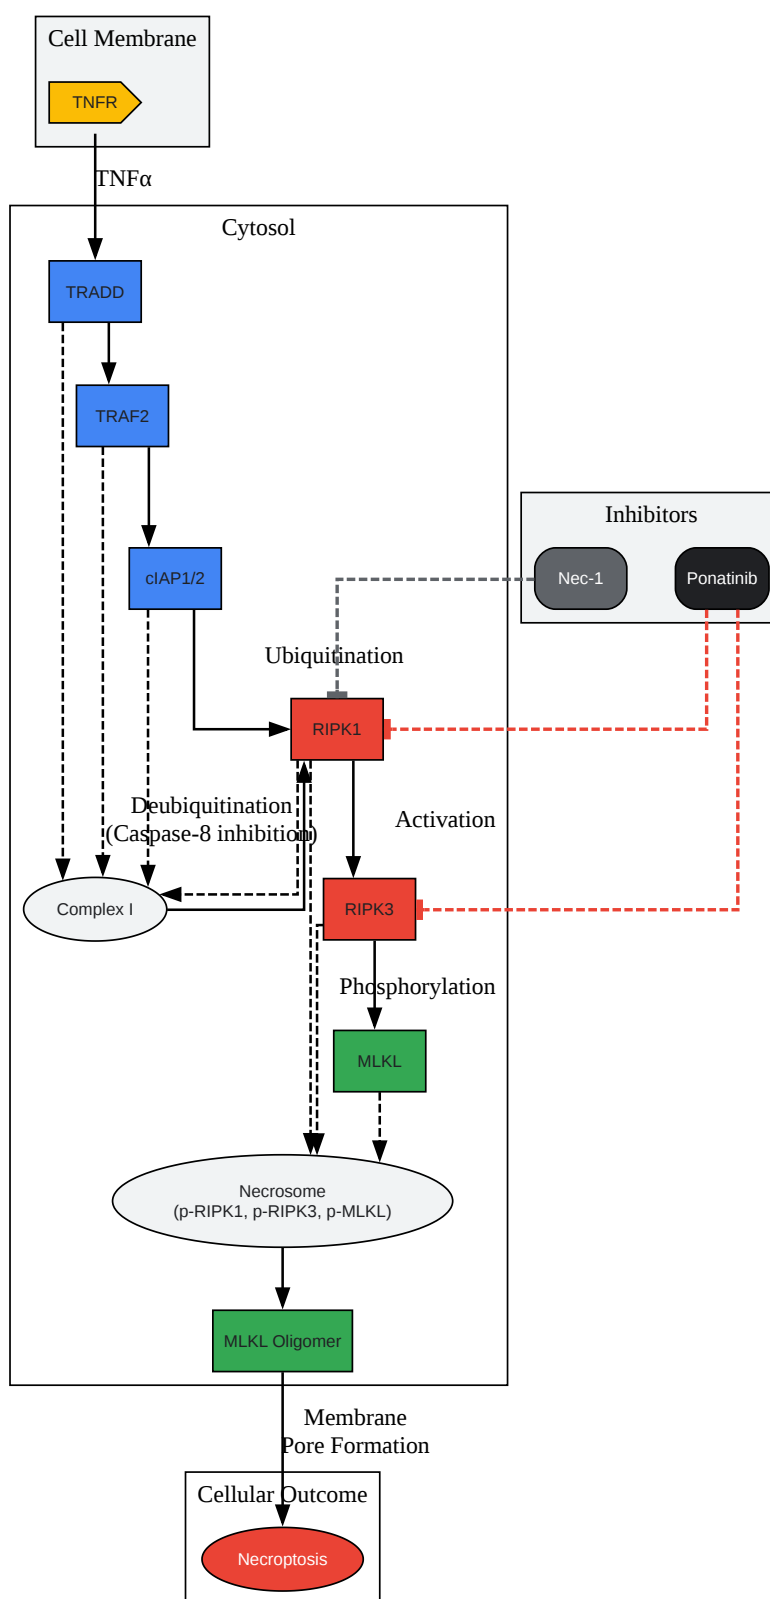 Cell Membrane
TNFR
TNFα
Cytosol
TRADD
TRAF2
Inhibitors
cIAP1/2
Nec-1
Ponatinib
Ubiquitination
RIPK1
Deubiquitination
(Caspase-8 inhibition)
Activation
Complex I
RIPK3
Phosphorylation
MLKL
Necrosome
(p-RIPK1, p-RIPK3, p-MLKL)
MLKL Oligomer
Membrane
Pore Formation
Cellular Outcome
Necroptosis